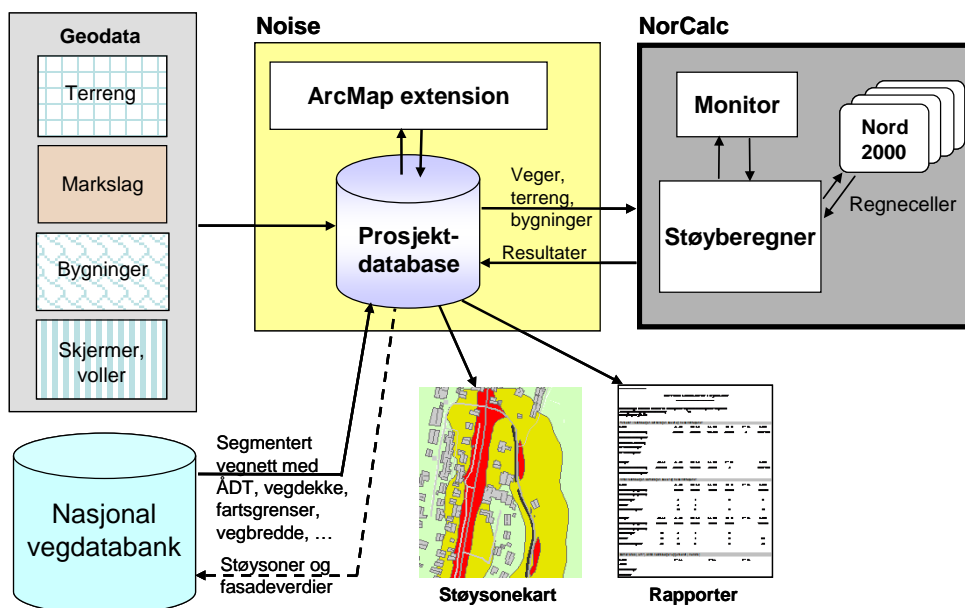 Geodata
Terreng
Markslag
Bygninger
Skjermer,
voller
Noise
ArcMap extension
Prosjekt-
database
Veger,
terreng,
bygninger
Resultater
NorCalc
Monitor
Nord
2000
Støyberegner
Regneceller
Nasjonal
vegdatabank
Segmentert
vegnett med
ÅDT, vegdekke,
fartsgrenser,
vegbredde, …
Støysoner og
fasadeverdier
Støysonekart
Rapporter